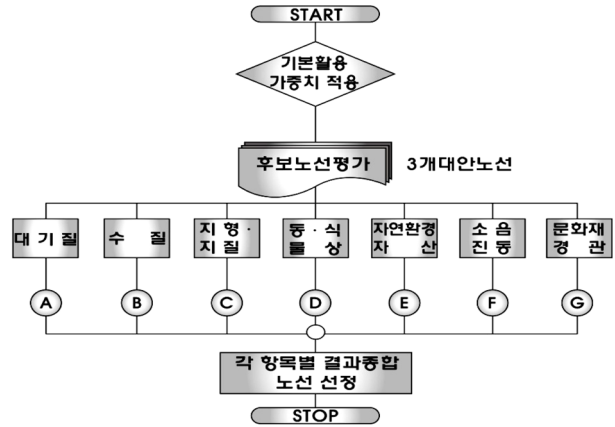 START
기본활용
가중치 적용
후보노선평가
3개대안노선
대기질
수 질
지형·
지질
동·식
물 상
자연환경
자 산
소 음
진 동
문화재
경 관
A
B
C
D
E
F
G
각 항목별 결과종합
노선 선정
STOP